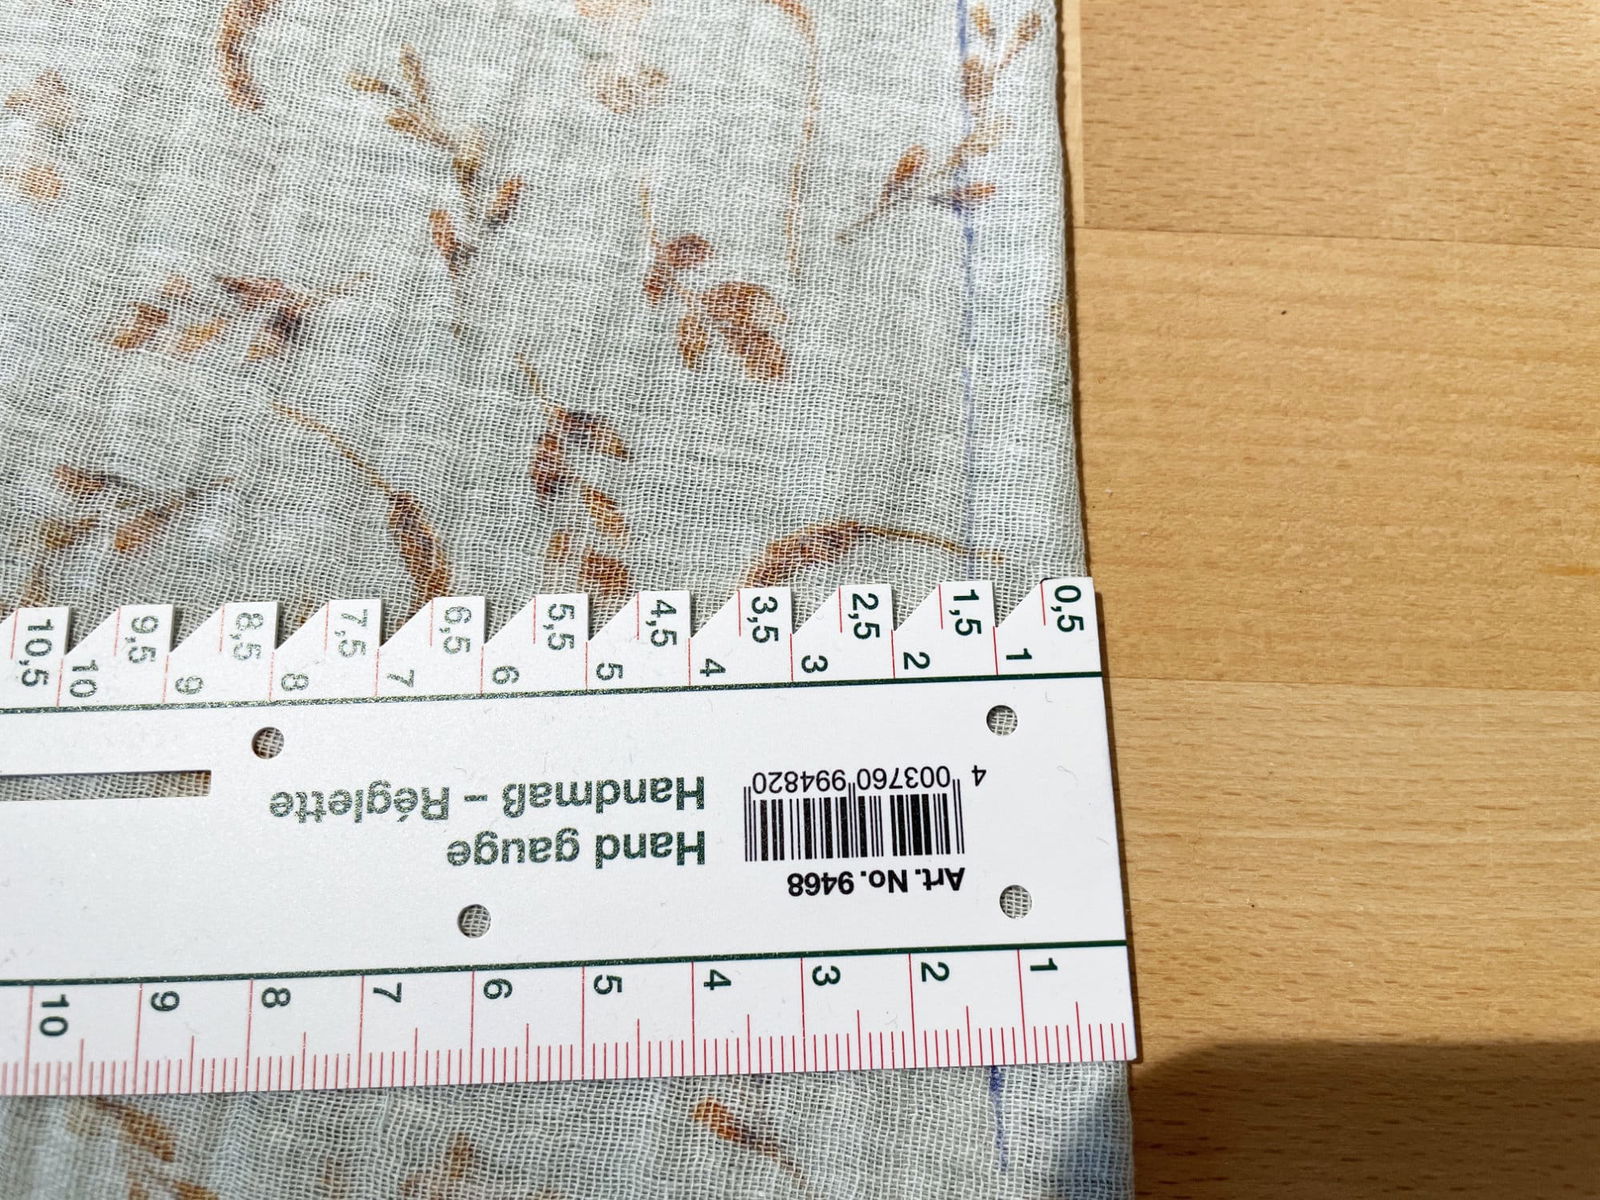 1 2 3 4 5 6 7 8 9 10
Art. No. 9468
4 003760 994820
Hand gauge
Handmaß – Réglette
1 2 3 4 5 6 7 8 9 10
0,5 1,5 2,5 3,5 4,5 5,5 6,5 7,5 8,5 9,5 10,5